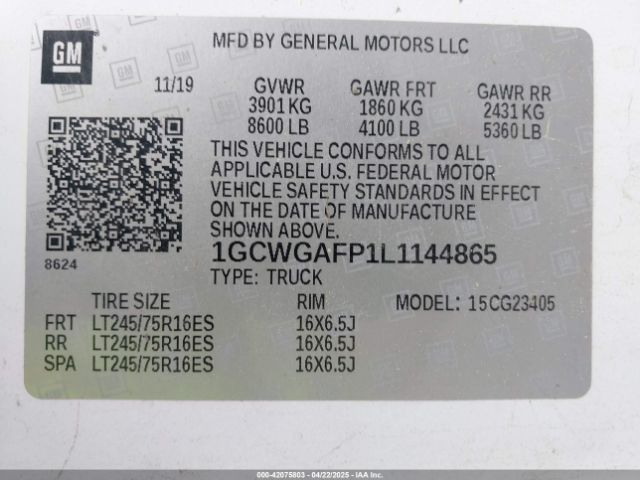 GM
MFD BY GENERAL MOTORS LLC
11/19 GVWR GAWR FRT GAWR RR
3901 KG 1860 KG 2431 KG
8600 LB 4100 LB 5360 LB
THIS VEHICLE CONFORMS TO ALL
APPLICABLE U.S. FEDERAL MOTOR
VEHICLE SAFETY STANDARDS IN EFFECT
ON THE DATE OF MANUFACTURE
SHOWN ABOVE.
8624
1GCWGAFP1L1144865
TYPE: TRUCK
TIRE SIZE RIM MODEL: 15CG23405
FRT LT245/75R16ES 16X6.5J
RR LT245/75R16ES 16X6.5J
SPA LT245/75R16ES 16X6.5J
000-42075803 - 04/22/2025 - IAAI.COM